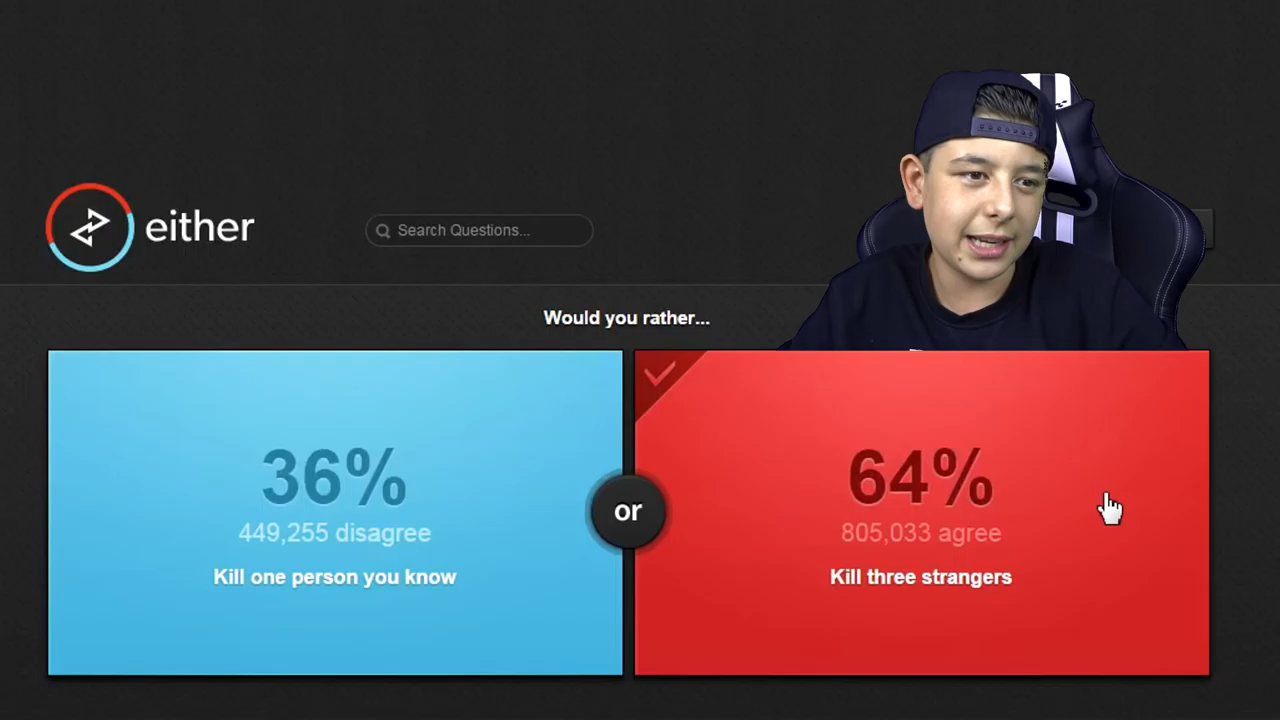 either
Search Questions...
Would you rather...
36%
449,255 disagree
Kill one person you know
or
64%
805,033 agree
Kill three strangers